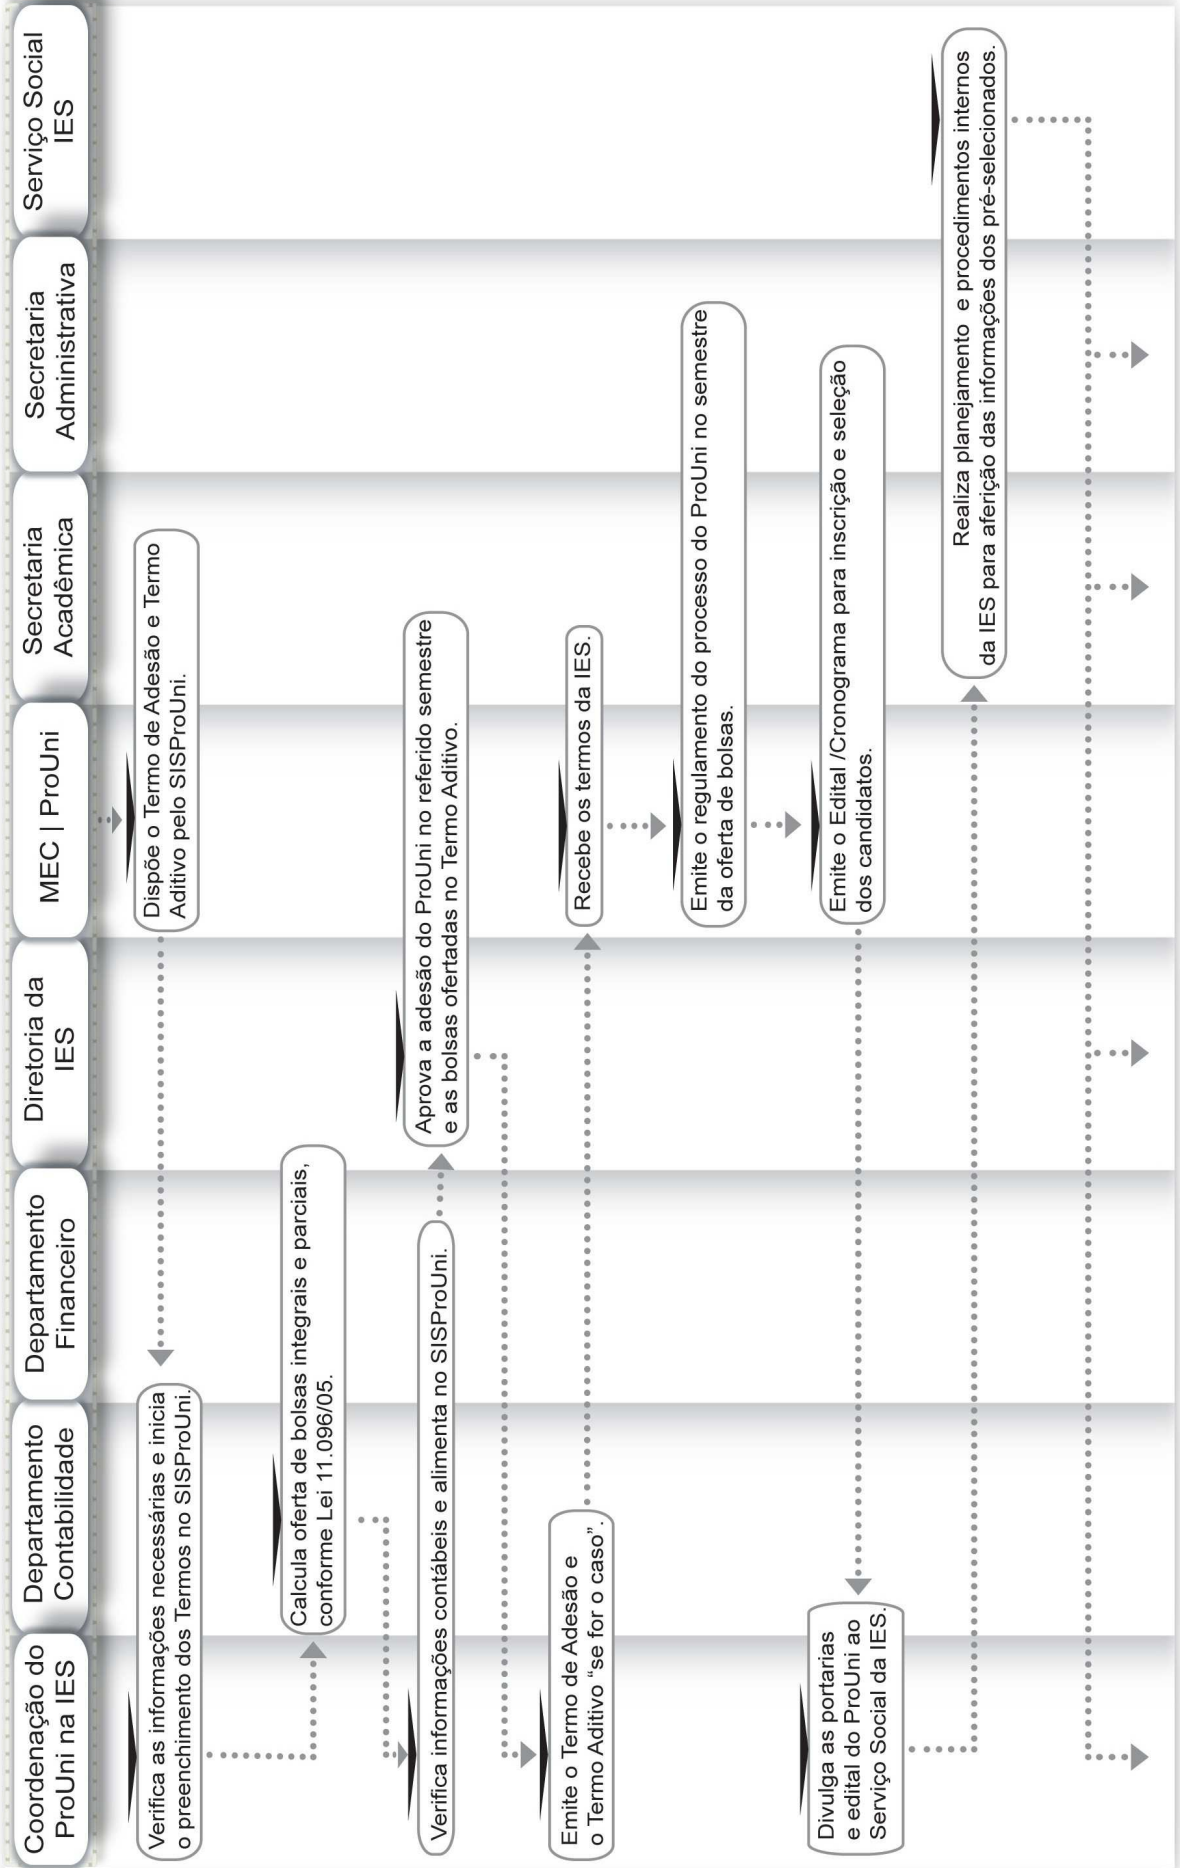 Coordenação do
ProUni na IES
Departamento
Contabilidade
Departamento
Financeiro
Diretoria da
IES
MEC | ProUni
Secretaria
Acadêmica
Secretaria
Administrativa
Serviço Social
IES
Dispõe o Termo de Adesão e Termo
Aditivo pelo SISProUni.
Verifica as informações necessárias e inicia
o preenchimento dos Termos no SISProUni.
Calcula oferta de bolsas integrais e parciais,
conforme Lei 11.096/05.
Verifica informações contábeis e alimenta no SISProUni.
Aprova a adesão do ProUni no referido semestre
e as bolsas ofertadas no Termo Aditivo.
Emite o Termo de Adesão e
o Termo Aditivo “se for o caso”.
Recebe os termos da IES.
Emite o regulamento do processo do ProUni no semestre
da oferta de bolsas.
Emite o Edital /Cronograma para inscrição e seleção
dos candidatos.
Divulga as portarias
e edital do ProUni ao
Serviço Social da IES.
Realiza planejamento e procedimentos internos
da IES para aferição das informações dos pré-selecionados.